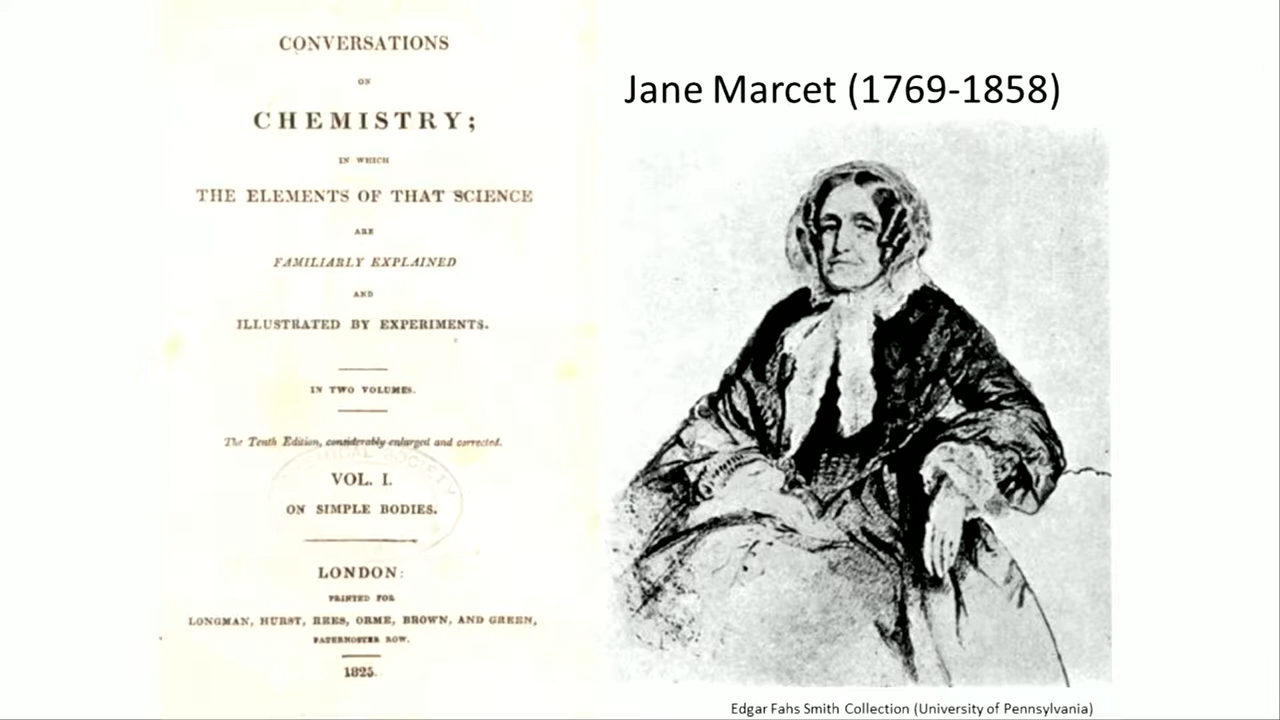 CONVERSATIONS
ON
CHEMISTRY;
IN WHICH
THE ELEMENTS OF THAT SCIENCE
ARE
FAMILIARLY EXPLAINED
AND
ILLUSTRATED BY EXPERIMENTS.
IN TWO VOLUMES.
The Tenth Edition, considerably enlarged and corrected.
VOL. I.
ON SIMPLE BODIES.
LONDON:
PRINTED FOR
LONGMAN, HURST, REES, ORME, BROWN, AND GREEN,
PATERNOSTER ROW.
1825.
Jane Marcet (1769-1858)
Edgar Fahs Smith Collection (University of Pennsylvania)